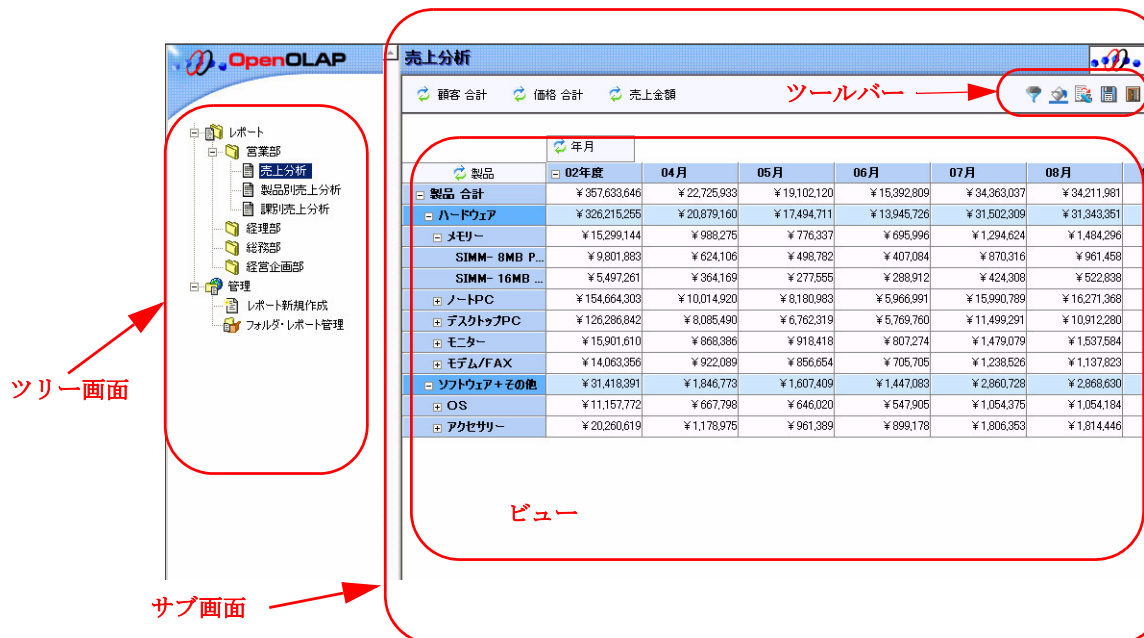 OpenOLAP
売上分析
顧客 合計 価格 合計 売上金額 ツールバー
レポート
営業部
売上分析
製品別売上分析
課別売上分析
経理部
総務部
経営企画部
管理
レポート新規作成
フォルダ・レポート管理
年月
製品 02年度 04月 05月 06月 07月 08月
製品 合計 ¥357,633,646 ¥22,725,933 ¥19,102,120 ¥15,392,809 ¥34,363,037 ¥34,211,981
ハードウェア ¥326,215,255 ¥20,879,160 ¥17,494,711 ¥13,945,726 ¥31,502,309 ¥31,343,351
メモリー ¥15,299,144 ¥988,275 ¥776,337 ¥695,996 ¥1,294,624 ¥1,484,296
SIMM- 8MB P... ¥9,801,883 ¥624,106 ¥498,782 ¥407,084 ¥870,316 ¥961,458
SIMM- 16MB ... ¥5,497,261 ¥364,169 ¥277,555 ¥288,912 ¥424,308 ¥522,838
ノートPC ¥154,664,303 ¥10,014,920 ¥8,180,983 ¥5,966,991 ¥15,990,789 ¥16,271,368
デスクトップPC ¥126,286,842 ¥8,085,490 ¥6,762,319 ¥5,769,760 ¥11,499,291 ¥10,912,280
モニター ¥15,901,610 ¥868,386 ¥918,418 ¥807,274 ¥1,479,079 ¥1,537,584
モデム/FAX ¥14,063,356 ¥922,089 ¥856,654 ¥705,705 ¥1,238,526 ¥1,137,823
ソフトウェア+その他 ¥31,418,391 ¥1,846,773 ¥1,607,409 ¥1,447,083 ¥2,860,728 ¥2,868,630
OS ¥11,157,772 ¥667,798 ¥646,020 ¥547,905 ¥1,054,375 ¥1,054,184
アクセサリー ¥20,260,619 ¥1,178,975 ¥961,389 ¥899,178 ¥1,806,353 ¥1,814,446
ツリー画面
ビュー
サブ画面